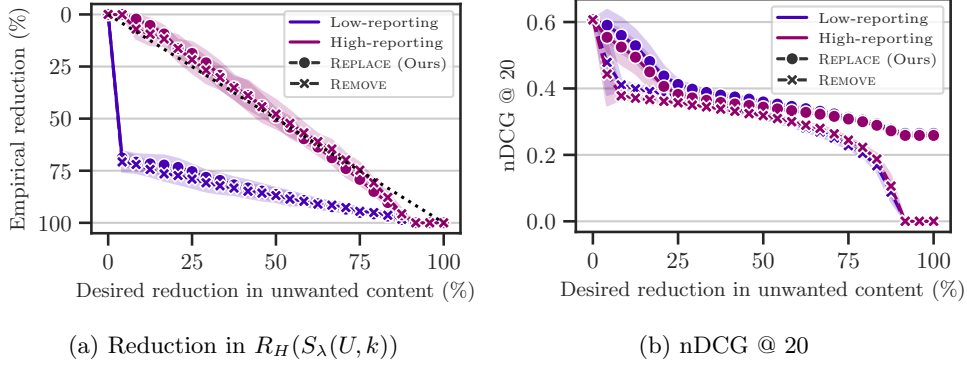 Empirical reduction (%)
0
25
50
75
100
Low-reporting
High-reporting
REPLACE (Ours)
REMOVE
0 25 50 75 100
Desired reduction in unwanted content (%)
(a) Reduction in $R_H(S_\lambda(U, k))$
nDCG @ 20
0.6
0.4
0.2
0.0
Low-reporting
High-reporting
REPLACE (Ours)
REMOVE
0 25 50 75 100
Desired reduction in unwanted content (%)
(b) nDCG @ 20